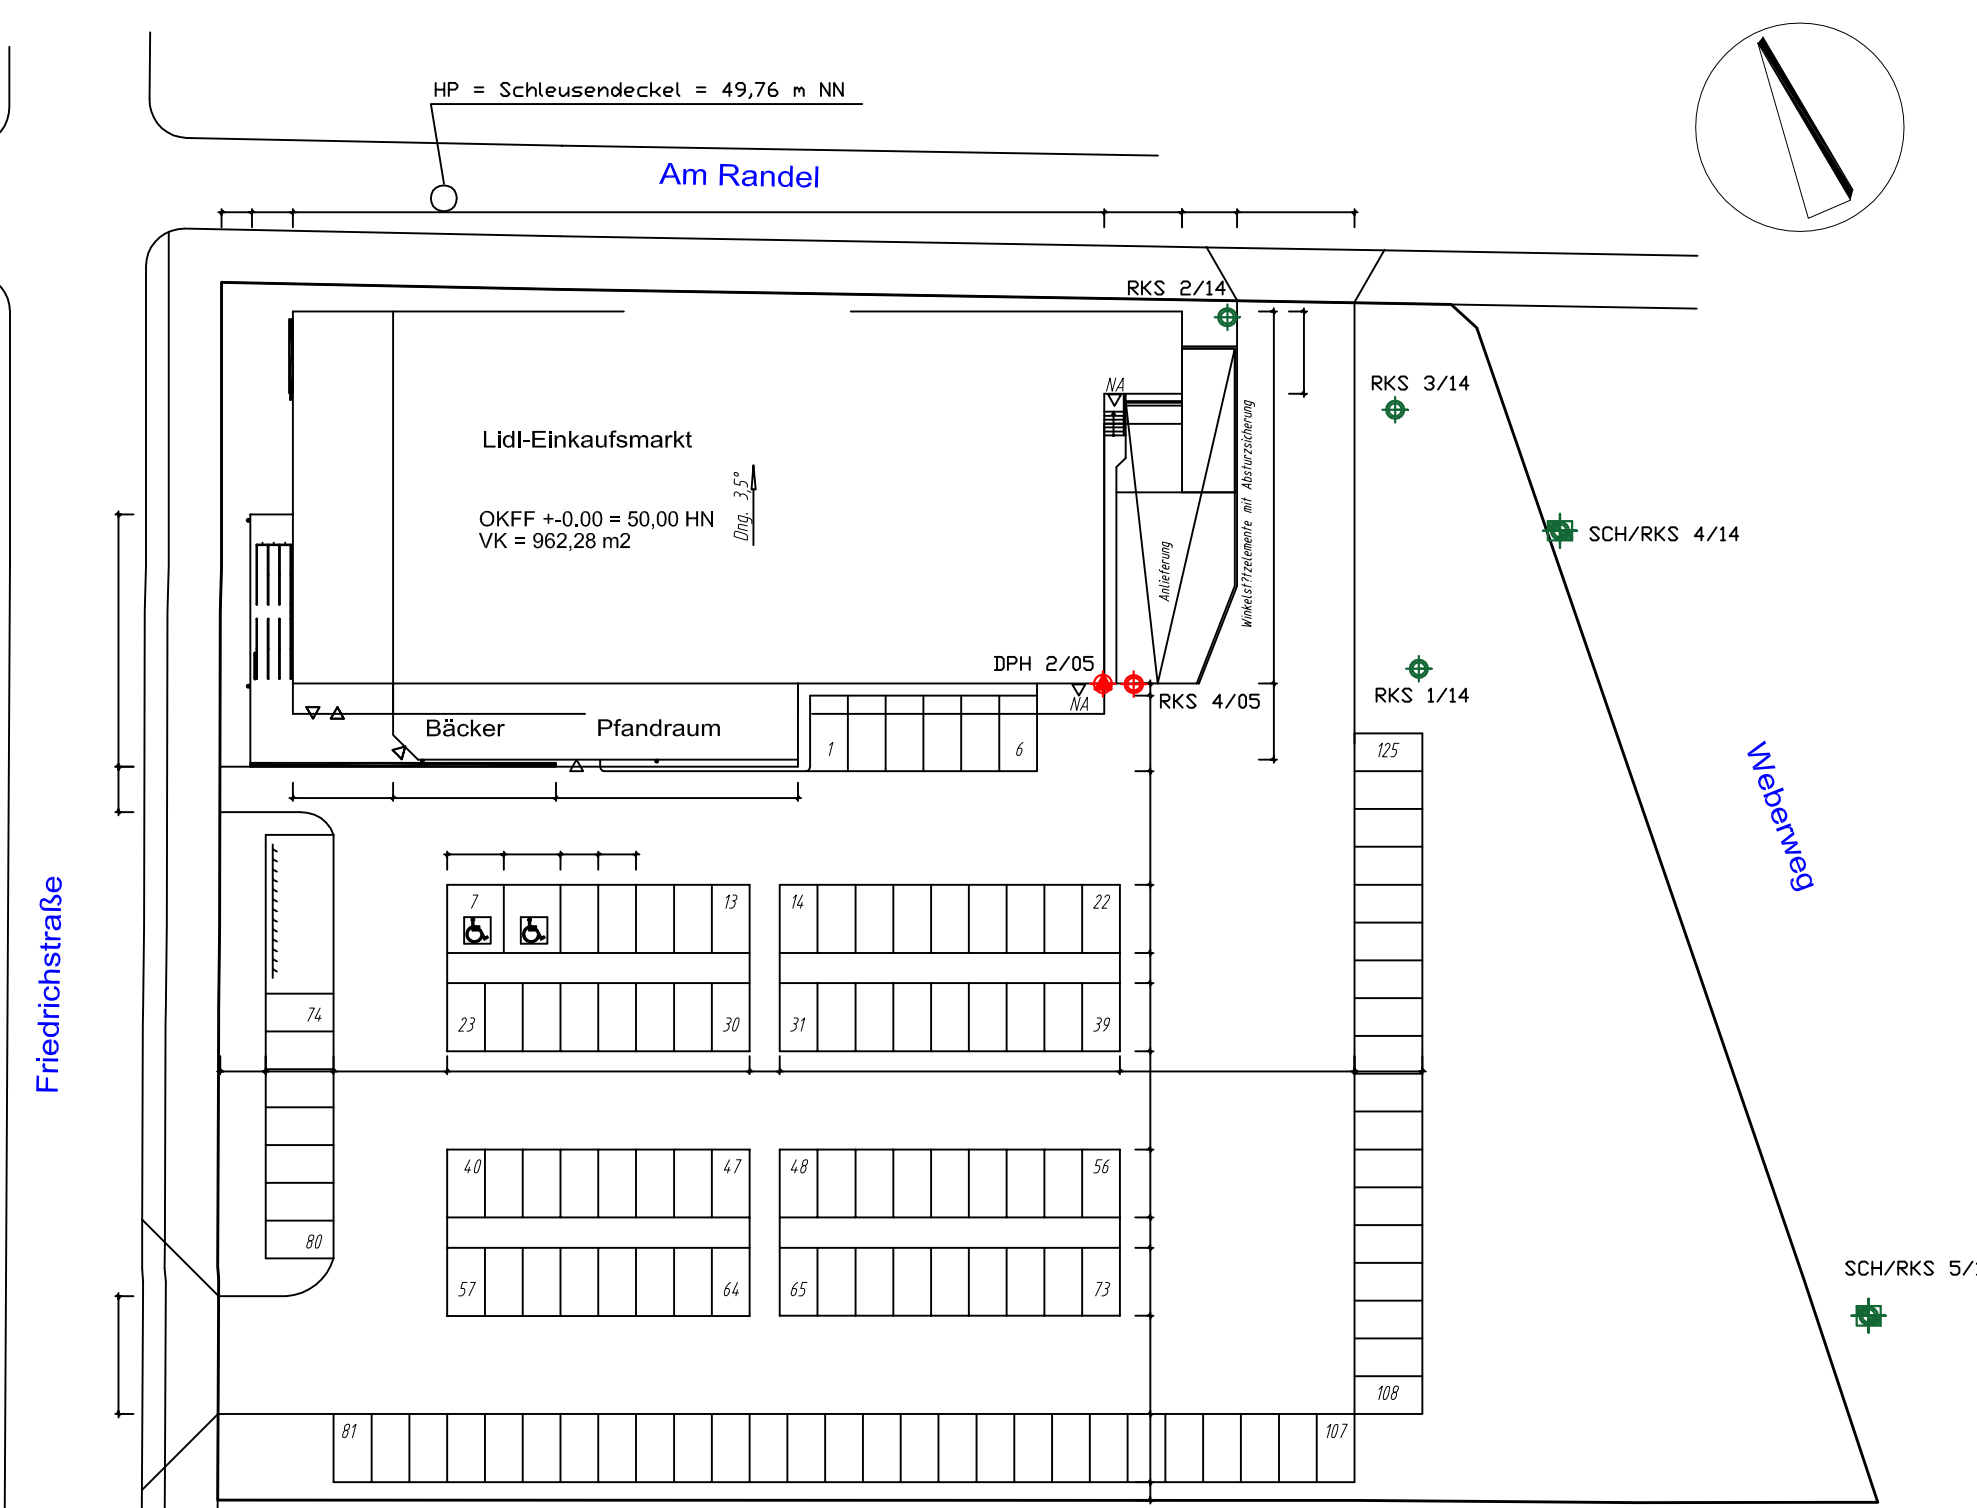 HP = Schleusendeckel = 49,76 m NN
Am Randel
RKS 2/14
RKS 3/14
NA
Lidl-Einkaufsmarkt
Dng. 3,5°
OKFF +-0.00 = 50,00 HN
VK = 962,28 m2
Winkelst?tzelemente mit Absturzsicherung
Anlieferung
SCH/RKS 4/14
DPH 2/05
RKS 4/05
NA
RKS 1/14
Bäcker
Pfandraum
1
6
125
Weberweg
Friedrichstraße
7
13
14
22
74
23
30
31
39
40
47
48
56
80
57
64
65
73
SCH/RKS 5/
108
81
107